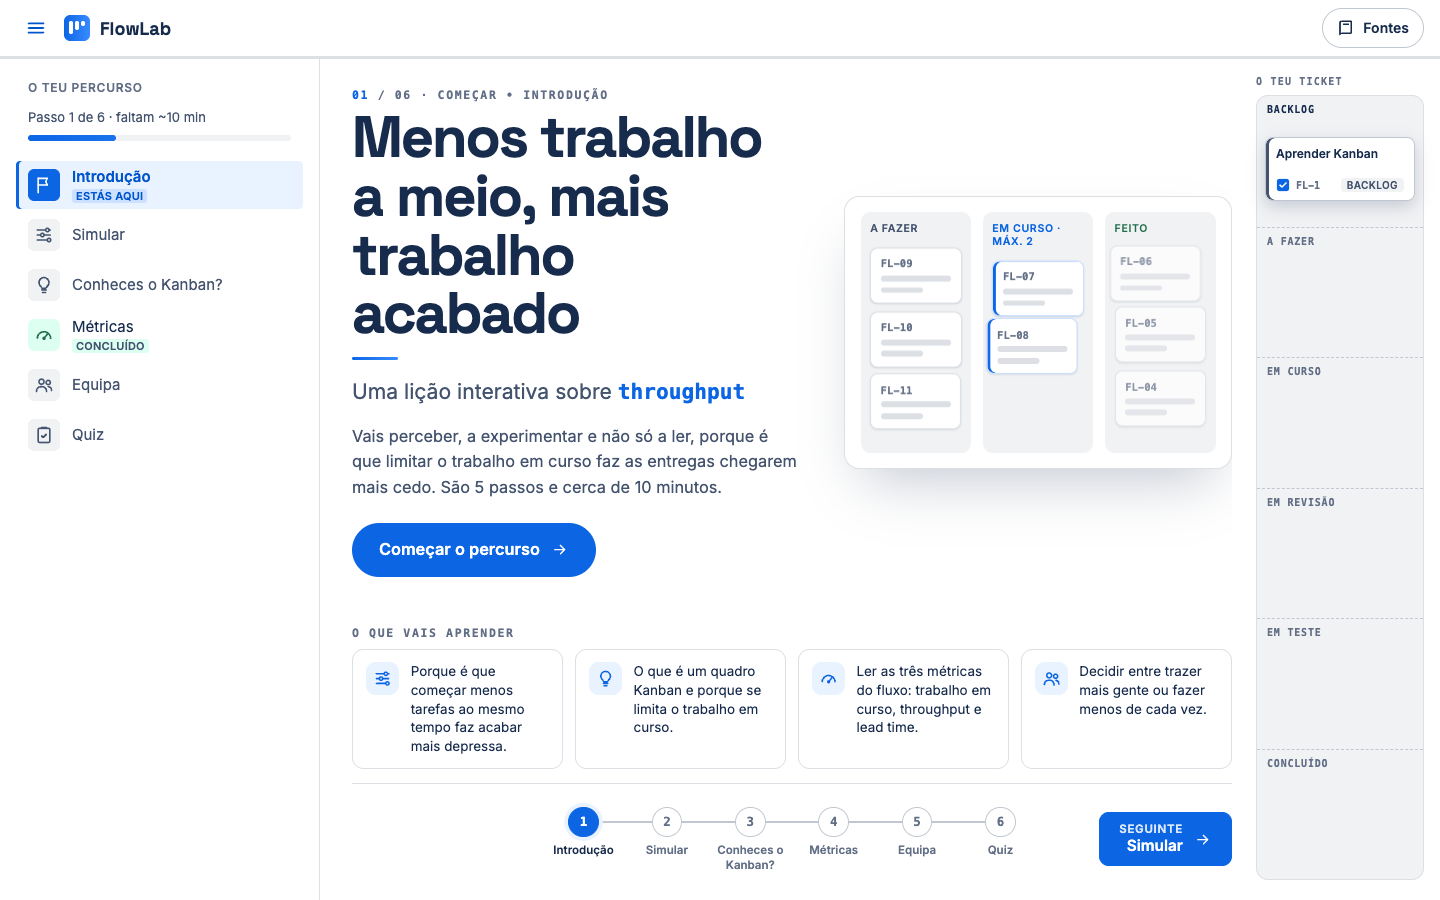 FlowLab
Fontes
O TEU PERCURSO
Passo 1 de 6 · faltam ~10 min
Introdução
ESTÁS AQUI
Simular
Conheces o Kanban?
Métricas
CONCLUÍDO
Equipa
Quiz
01 / 06 · COMEÇAR • INTRODUÇÃO
Menos trabalho
a meio, mais
trabalho
acabado
Uma lição interativa sobre throughput
Vais perceber, a experimentar e não só a ler, porque é
que limitar o trabalho em curso faz as entregas chegarem
mais cedo. São 5 passos e cerca de 10 minutos.
Começar o percurso →
A FAZER
FL-09
FL-10
FL-11
EM CURSO ·
MÁX. 2
FL-07
FL-08
FEITO
FL-06
FL-05
FL-04
O QUE VAIS APRENDER
Porque é que
começar menos
tarefas ao mesmo
tempo faz acabar
mais depressa.
O que é um quadro
Kanban e porque se
limita o trabalho em
curso.
Ler as três métricas
do fluxo: trabalho em
curso, throughput e
lead time.
Decidir entre trazer
mais gente ou fazer
menos de cada vez.
1
Introdução
2
Simular
3
Conheces o
Kanban?
4
Métricas
5
Equipa
6
Quiz
SEGUINTE
Simular →
O TEU TICKET
BACKLOG
Aprender Kanban
FL-1 BACKLOG
A FAZER
EM CURSO
EM REVISÃO
EM TESTE
CONCLUÍDO